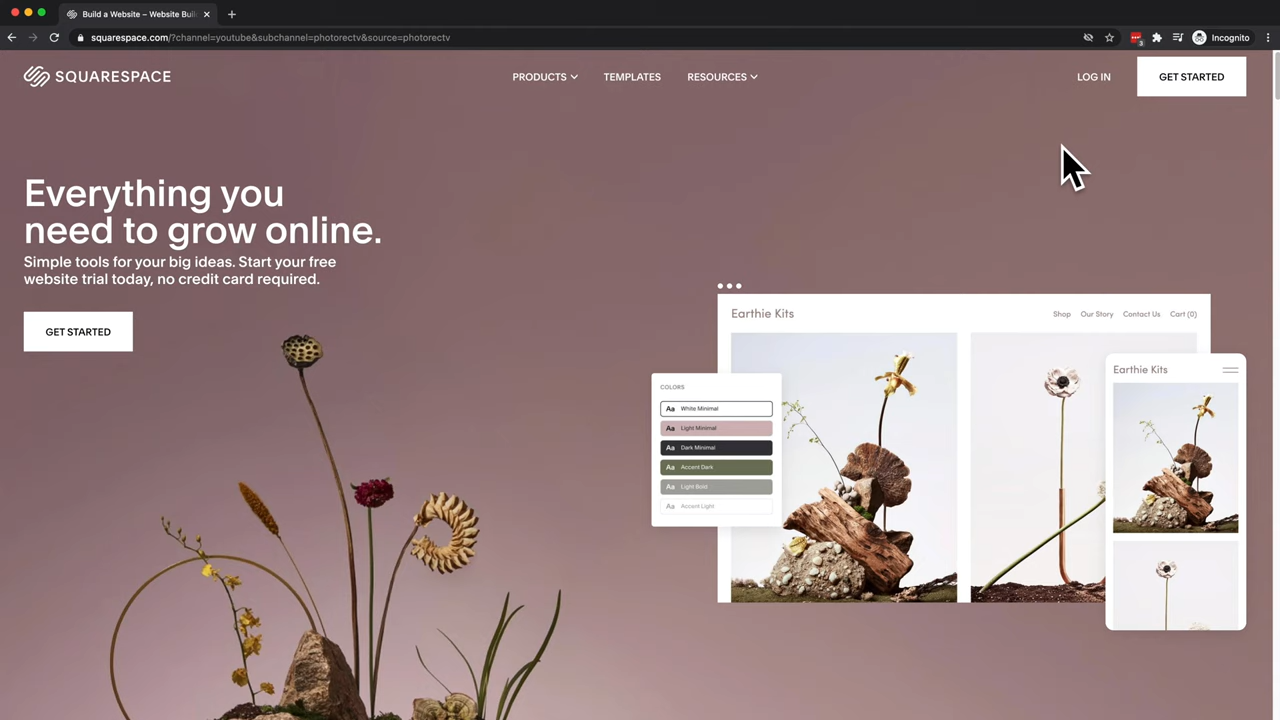 Build a Website – Website Buil
squarespace.com/?channel=youtube&subchannel=photorectv&source=photorectv
3
Incognito
SQUARESPACE
PRODUCTS
TEMPLATES
RESOURCES
LOG IN
GET STARTED
Everything you
need to grow online.
Simple tools for your big ideas. Start your free
website trial today, no credit card required.
GET STARTED
Earthie Kits
Shop
Our Story
Contact Us
Cart (0)
Earthie Kits
COLORS
Aa White Minimal
Aa Light Minimal
Aa Dark Minimal
Aa Accent Dark
Aa Light Bold
Aa Accent Light